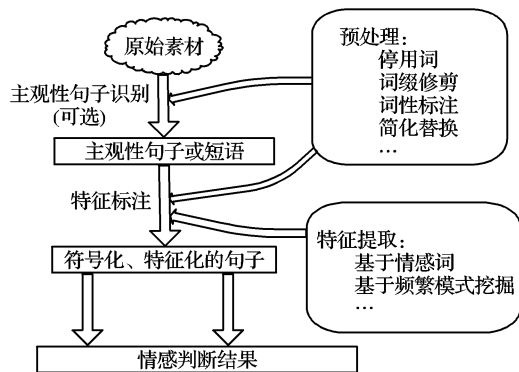 原始素材
主观性句子识别
(可选)
主观性句子或短语
特征标注
符号化、特征化的句子
情感判断结果
预处理：
停用词
词缀修剪
词性标注
简化替换
…
特征提取：
基于情感词
基于频繁模式挖掘
…